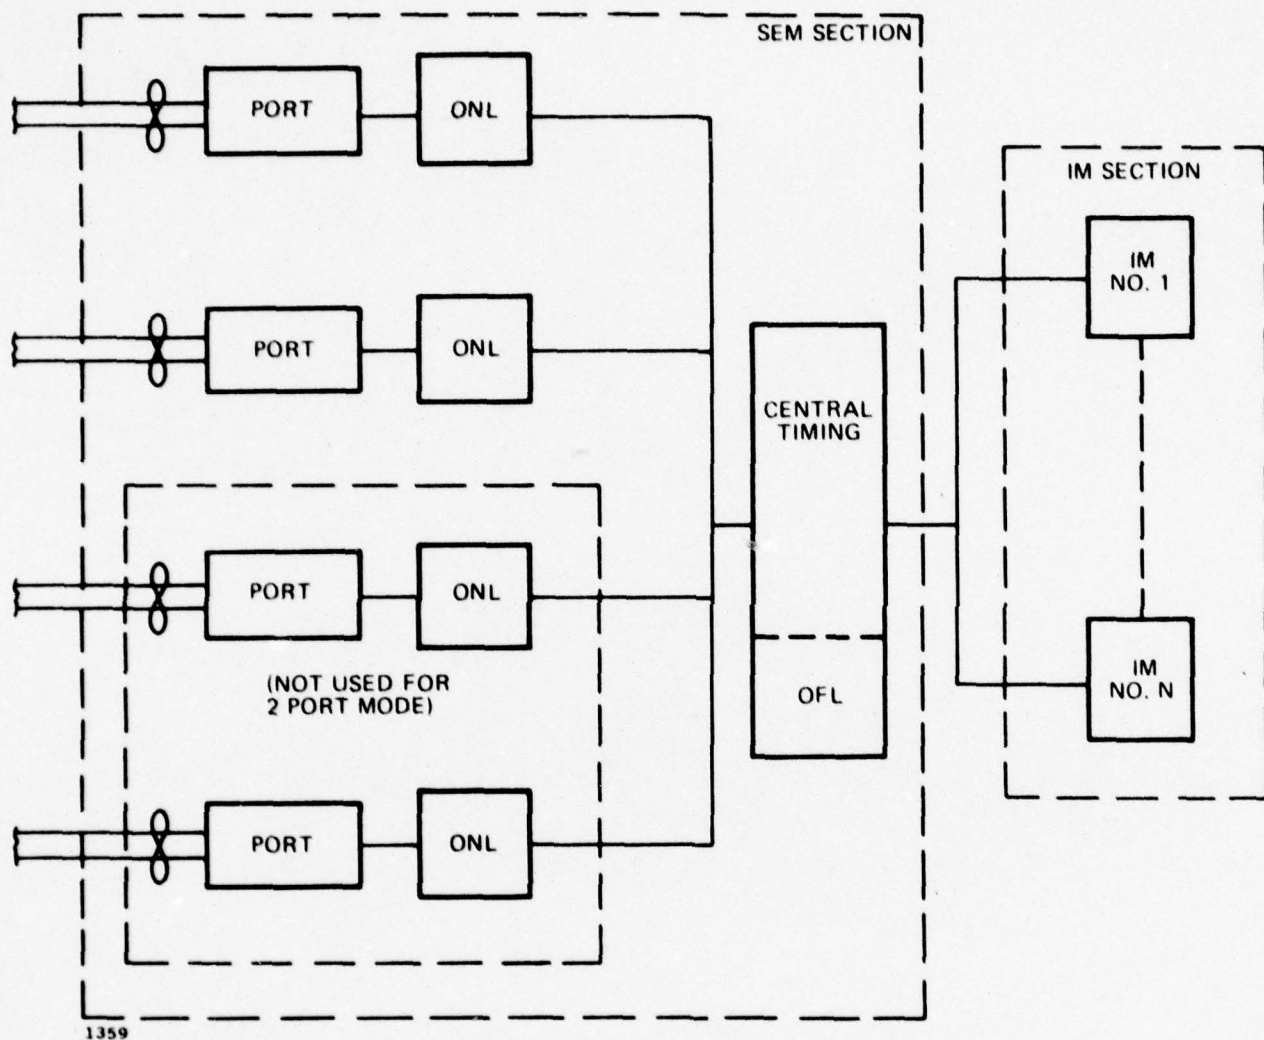 SEM SECTION
PORT
ONL
IM SECTION
IM
NO. 1
PORT
ONL
CENTRAL
TIMING
PORT
ONL
(NOT USED FOR
2 PORT MODE)
OFL
IM
NO. N
PORT
ONL
1359